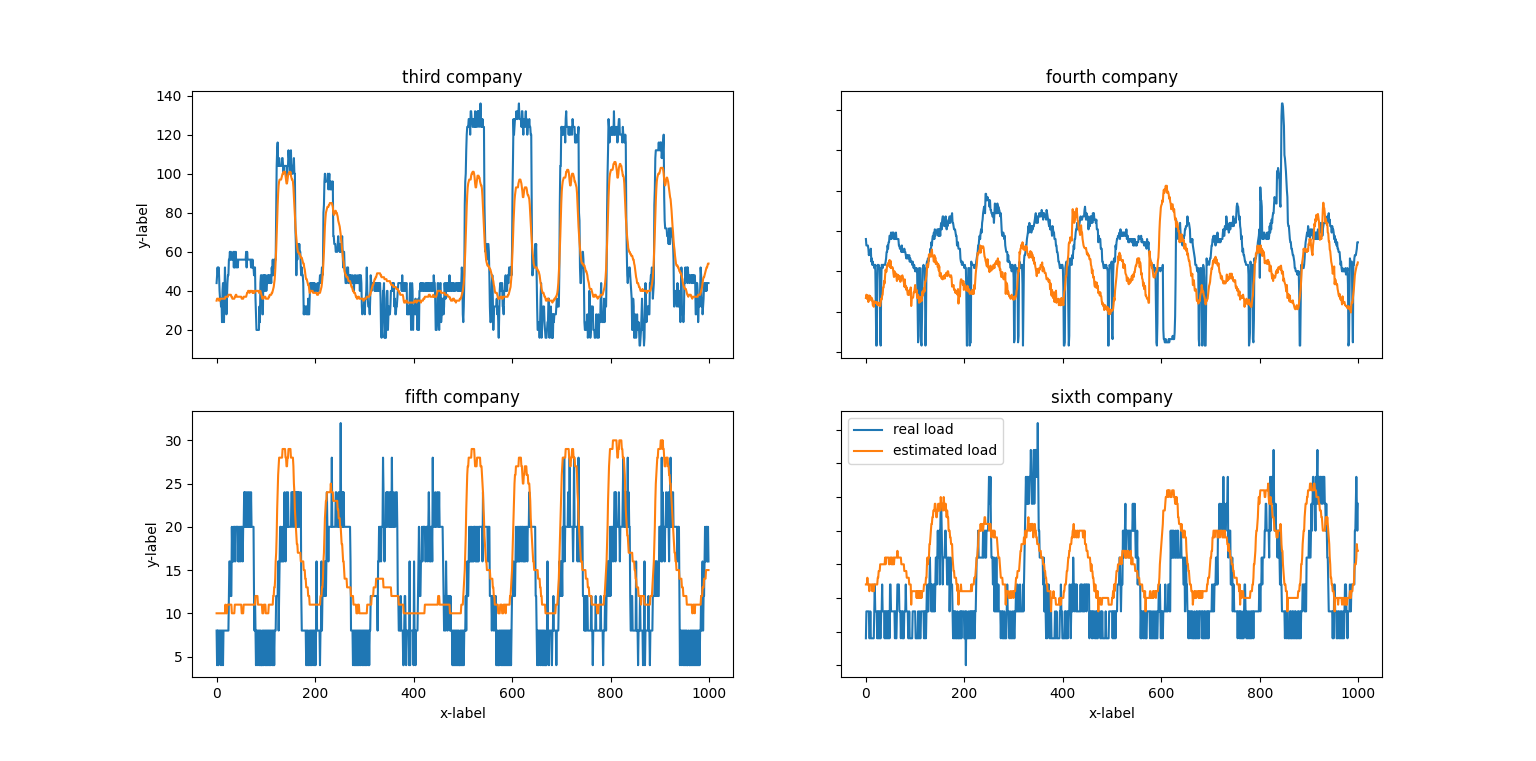 third company
fourth company
140
120
100
80
60
40
20
y-label
fifth company
sixth company
30
25
20
15
10
5
y-label
real load
estimated load
0 200 400 600 800 1000
x-label
0 200 400 600 800 1000
x-label